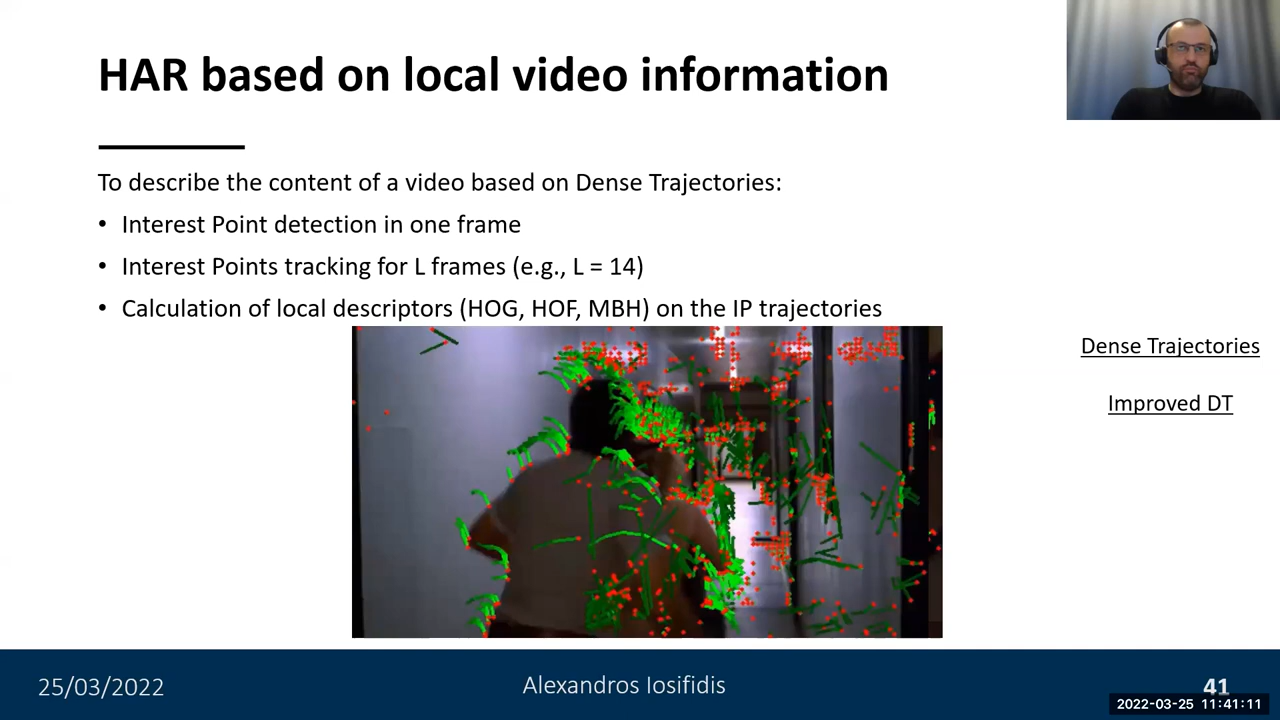 HAR based on local video information
To describe the content of a video based on Dense Trajectories:
• Interest Point detection in one frame
• Interest Points tracking for L frames (e.g., L = 14)
• Calculation of local descriptors (HOG, HOF, MBH) on the IP trajectories
Dense Trajectories
Improved DT
25/03/2022
Alexandros Iosifidis
41
2022-03-25 11:41:11